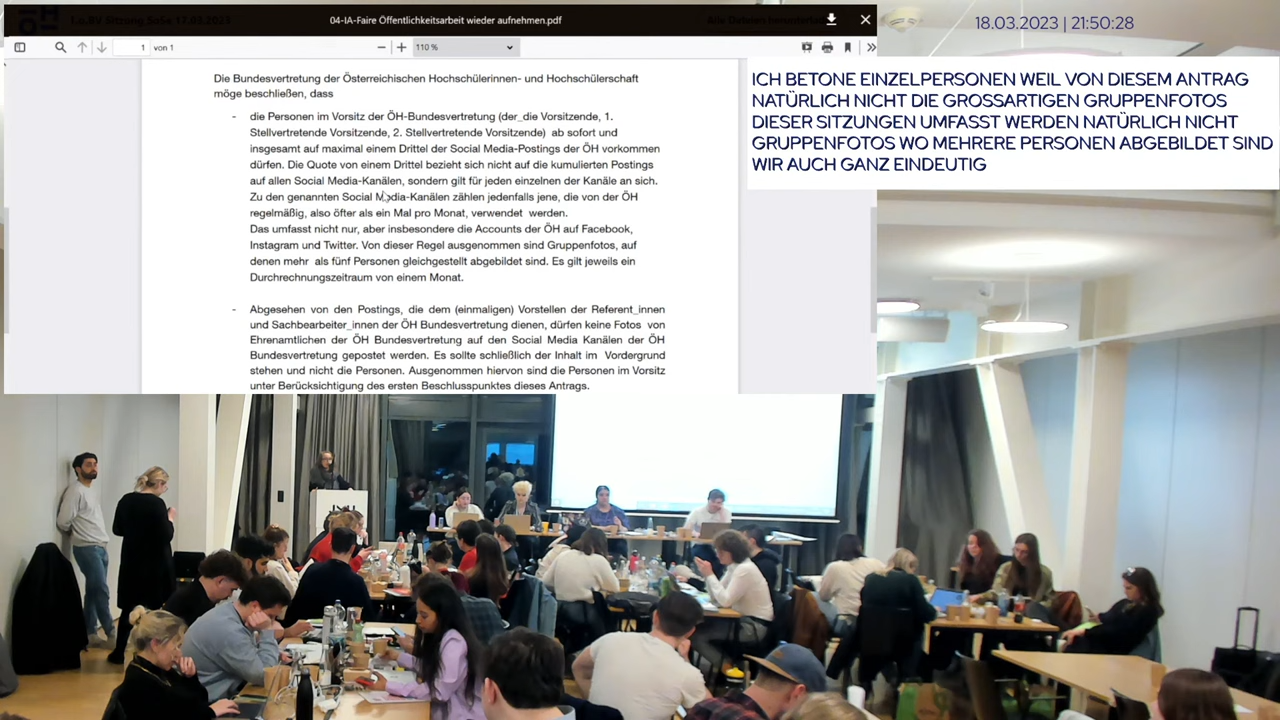 1.o.BV Sitzung SoSe 17.03.2023
04-IA-Faire Öffentlichkeitsarbeit wieder aufnehmen.pdf
1 von 1
110 %
Die Bundesvertretung der Österreichischen Hochschülerinnen- und Hochschülerschaft
möge beschließen, dass
- die Personen im Vorsitz der ÖH-Bundesvertretung (der_die Vorsitzende, 1.
Stellvertretende Vorsitzende, 2. Stellvertretende Vorsitzende) ab sofort und
insgesamt auf maximal einem Drittel der Social Media-Postings der ÖH vorkommen
dürfen. Die Quote von einem Drittel bezieht sich nicht auf die kumulierten Postings
auf allen Social Media-Kanälen, sondern gilt für jeden einzelnen der Kanäle an sich.
Zu den genannten Social Media-Kanälen zählen jedenfalls jene, die von der ÖH
regelmäßig, also öfter als ein Mal pro Monat, verwendet werden.
Das umfasst nicht nur, aber insbesondere die Accounts der ÖH auf Facebook,
Instagram und Twitter. Von dieser Regel ausgenommen sind Gruppenfotos, auf
denen mehr als fünf Personen gleichgestellt abgebildet sind. Es gilt jeweils ein
Durchrechnungszeitraum von einem Monat.
- Abgesehen von den Postings, die dem (einmaligen) Vorstellen der Referent_innen
und Sachbearbeiter_innen der ÖH Bundesvertretung dienen, dürfen keine Fotos von
Ehrenamtlichen der ÖH Bundesvertretung auf den Social Media Kanälen der ÖH
Bundesvertretung gepostet werden. Es sollte schließlich der Inhalt im Vordergrund
stehen und nicht die Personen. Ausgenommen hiervon sind die Personen im Vorsitz
unter Berücksichtigung des ersten Beschlusspunktes dieses Antrags.
18.03.2023 | 21:50:28
ICH BETONE EINZELPERSONEN WEIL VON DIESEM ANTRAG
NATÜRLICH NICHT DIE GROSSARTIGEN GRUPPENFOTOS
DIESER SITZUNGEN UMFASST WERDEN NATÜRLICH NICHT
GRUPPENFOTOS WO MEHRERE PERSONEN ABGEBILDET SIND
WIR AUCH GANZ EINDEUTIG